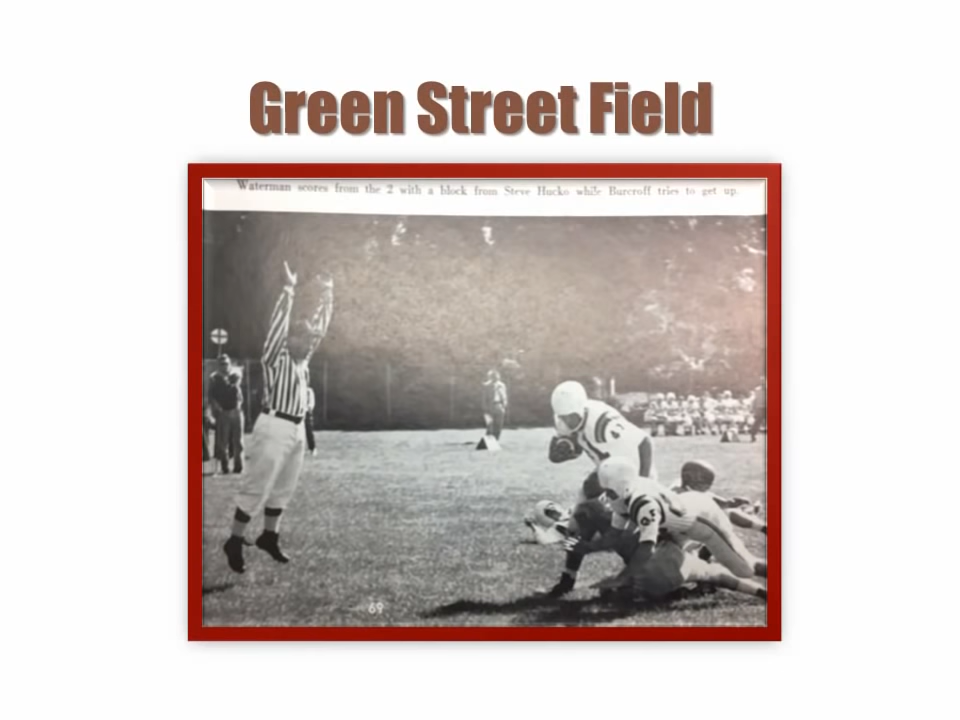 Green Street Field
Waterman scores from the 2 with a block from Steve Hucko while Burcroff tries to get up.
69